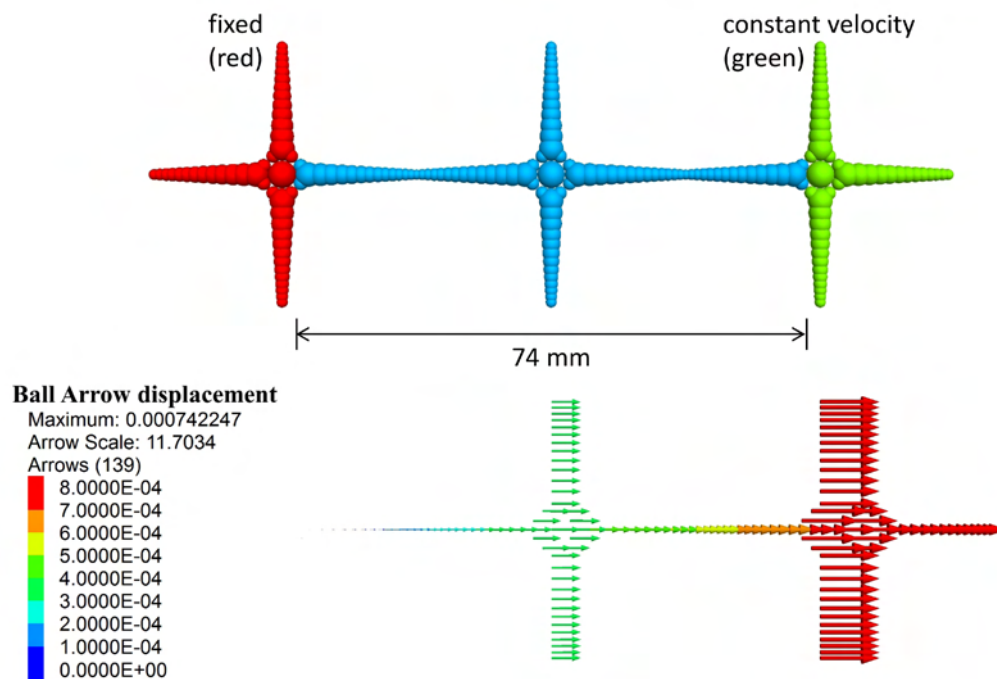 fixed
(red)
constant velocity
(green)
74 mm
Ball Arrow displacement
Maximum: 0.000742247
Arrow Scale: 11.7034
Arrows (139)
8.0000E-04
7.0000E-04
6.0000E-04
5.0000E-04
4.0000E-04
3.0000E-04
2.0000E-04
1.0000E-04
0.0000E+00